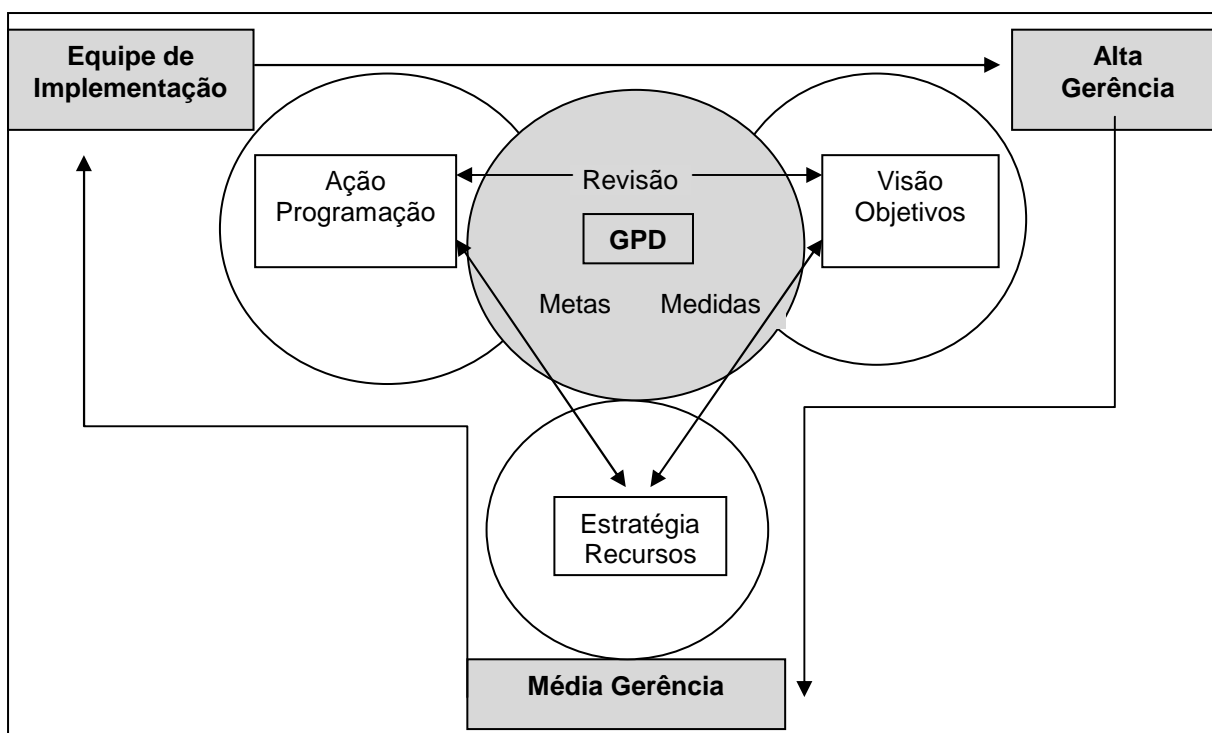 Equipe de
Implementação
Alta
Gerência
Ação
Programação
Revisão
Visão
Objetivos
GPD
Metas
Medidas
Estratégia
Recursos
Média Gerência